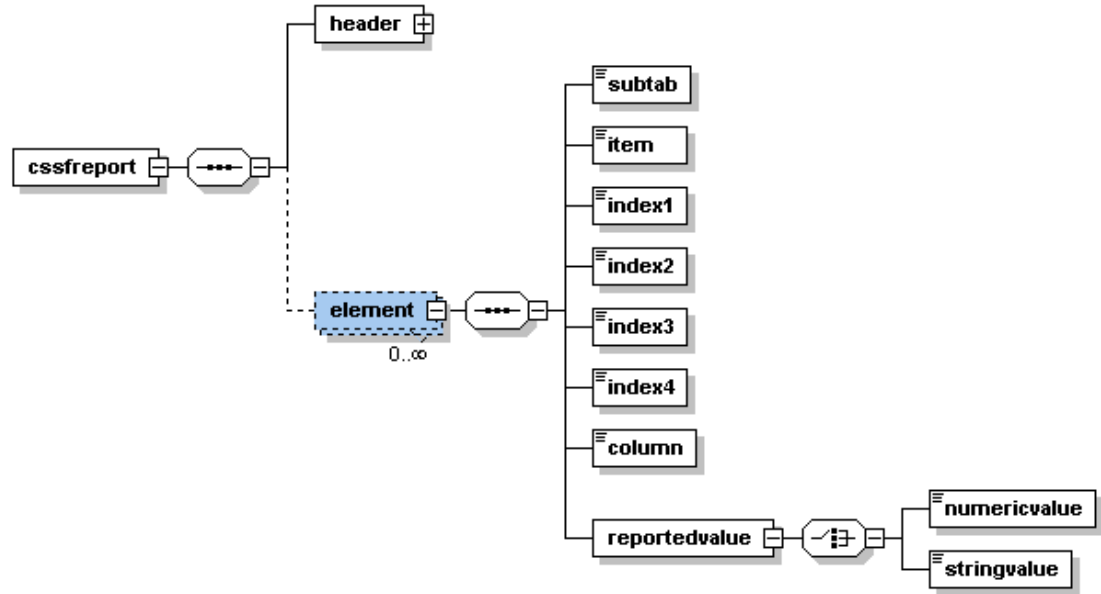 header
cssfreport
element
0..∞
subtab
item
index1
index2
index3
index4
column
reportedvalue
numericvalue
stringvalue